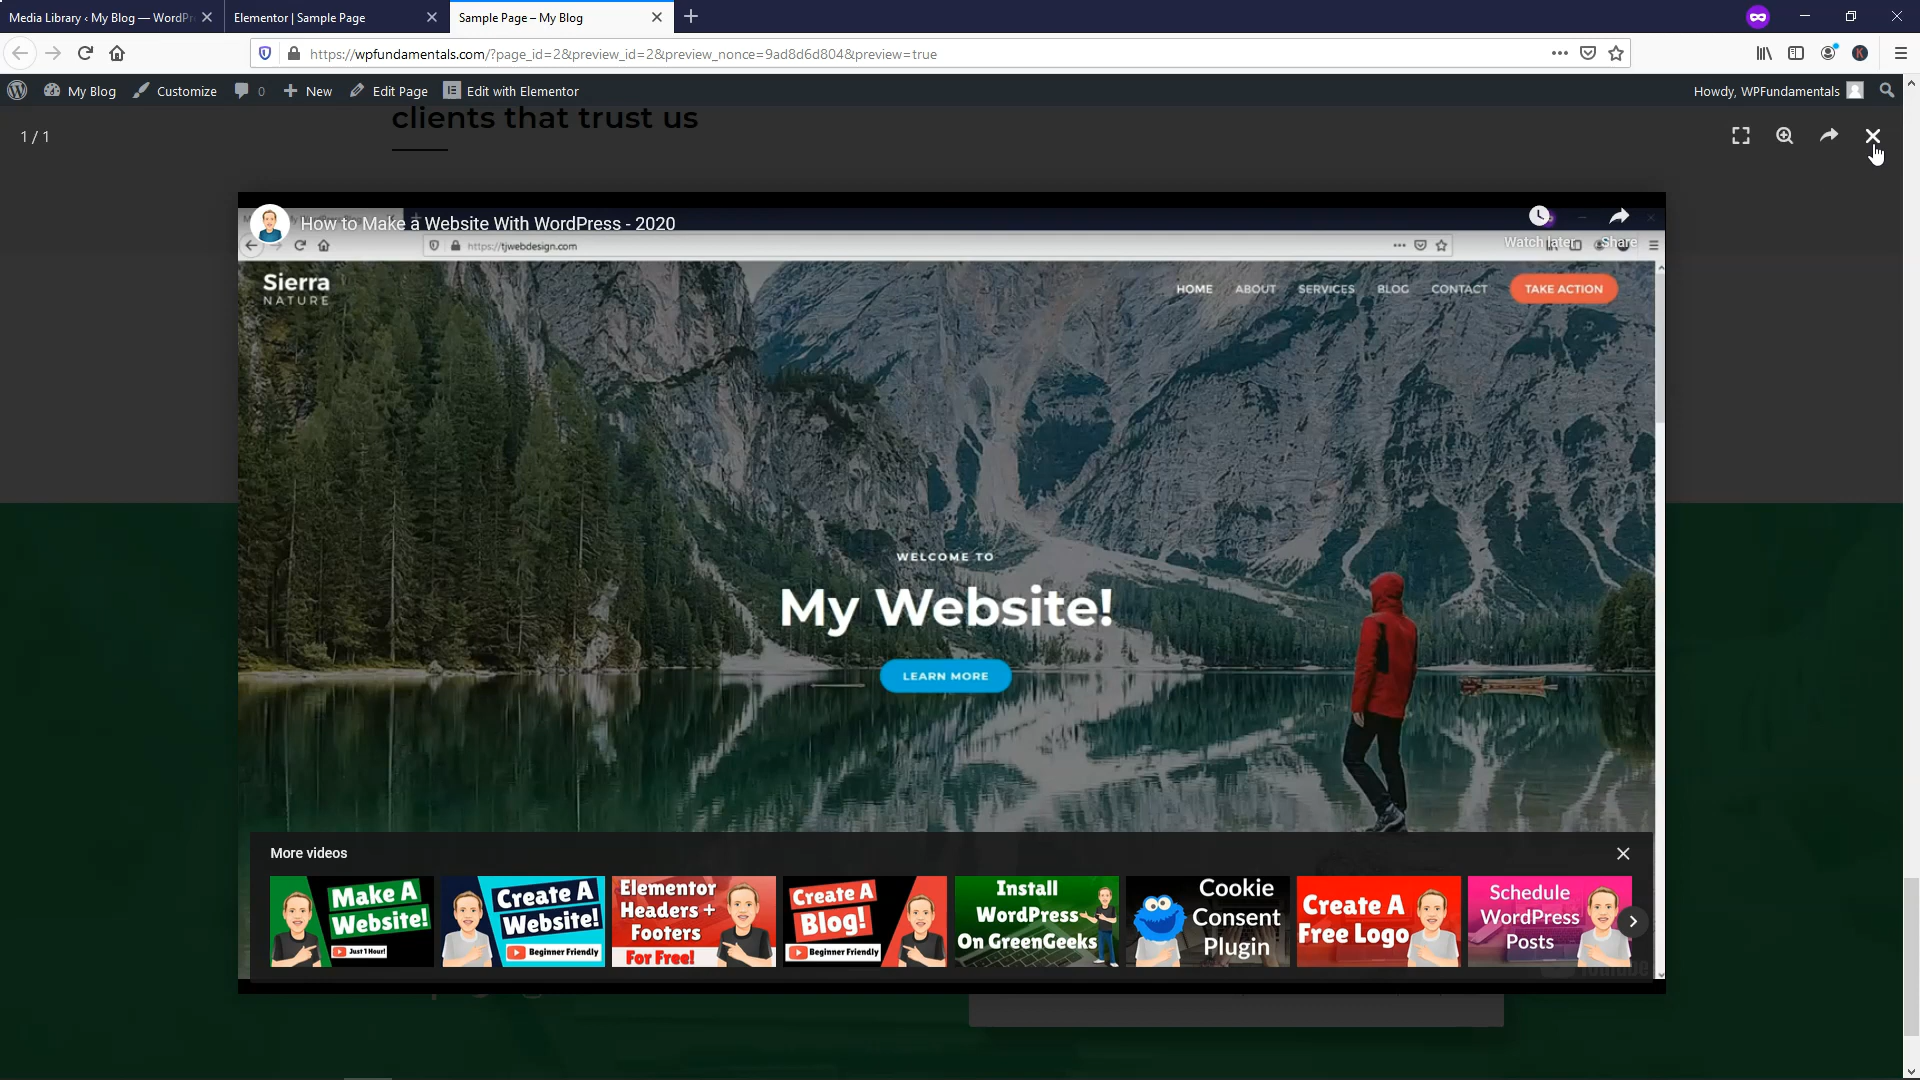 Media Library ‹ My Blog — WordPr
Elementor | Sample Page
Sample Page – My Blog
https://wpfundamentals.com/?page_id=2&preview_id=2&preview_nonce=9ad8d6d804&preview=true
My Blog
Customize
0
New
Edit Page
Edit with Elementor
Howdy, WPFundamentals
clients that trust us
1 / 1
How to Make a Website With WordPress - 2020
Watch later
Share
https://tjwebdesign.com
Sierra
NATURE
HOME
ABOUT
SERVICES
BLOG
CONTACT
TAKE ACTION
WELCOME TO
My Website!
LEARN MORE
More videos
Make A
Website!
Just 1 Hour!
Create A
Website!
Beginner Friendly
Elementor
Headers +
Footers
For Free!
Create A
Blog!
Beginner Friendly
Install
WordPress
On GreenGeeks
Cookie
Consent
Plugin
Create A
Free Logo
Schedule
WordPress
Posts
YouTube